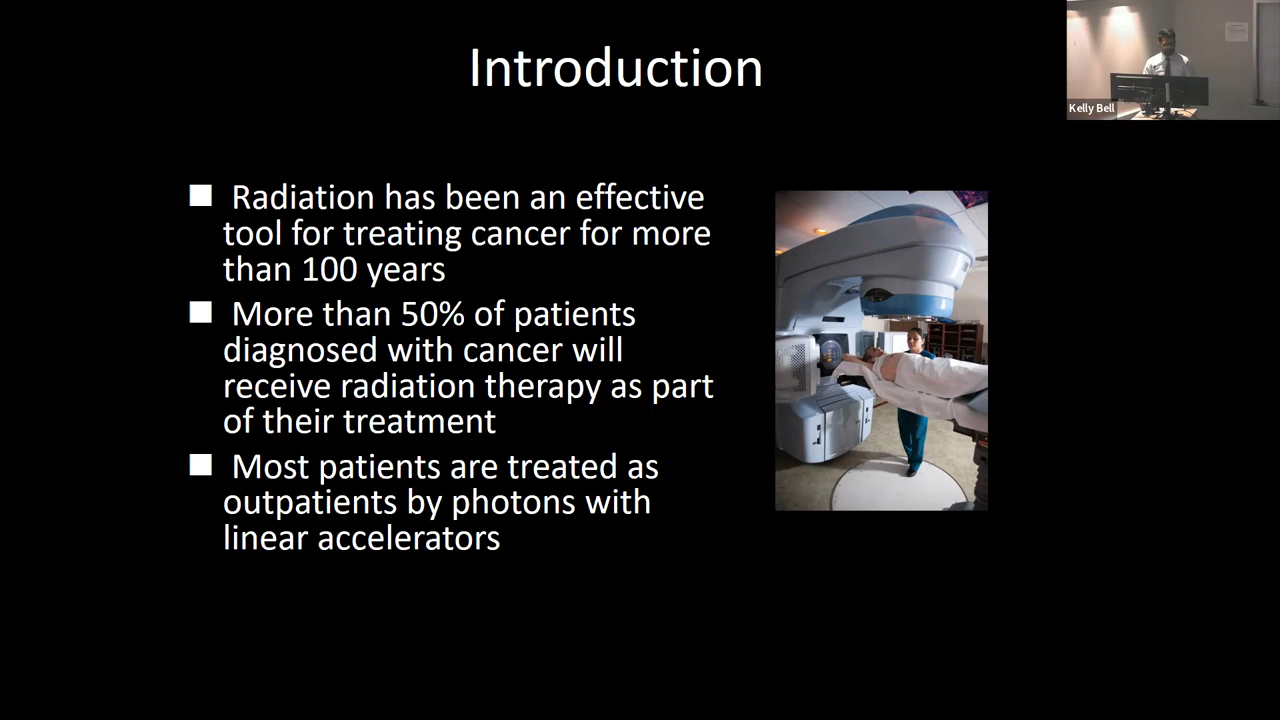 Introduction
Kelly Bell
■ Radiation has been an effective
tool for treating cancer for more
than 100 years
■ More than 50% of patients
diagnosed with cancer will
receive radiation therapy as part
of their treatment
■ Most patients are treated as
outpatients by photons with
linear accelerators